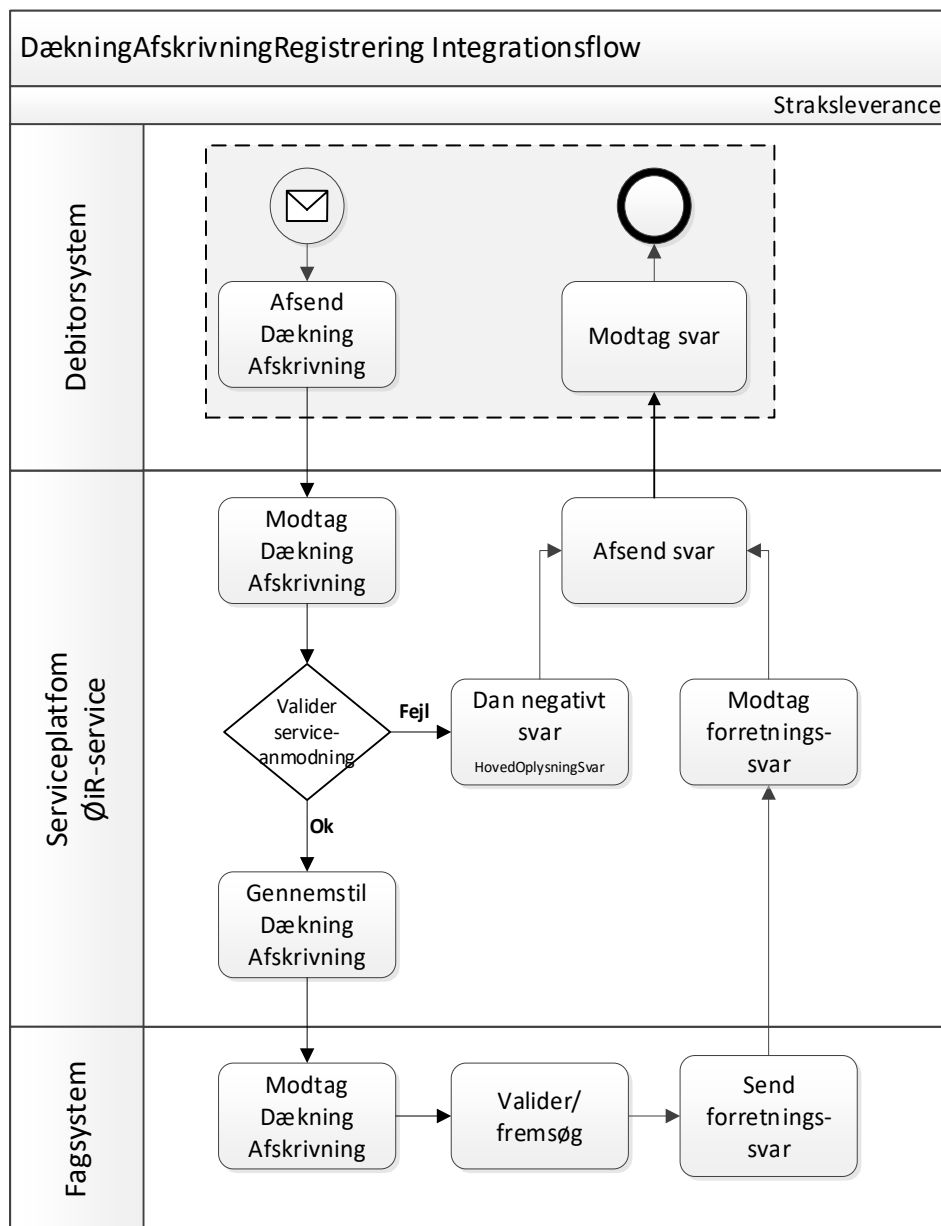 DækningAfskrivningRegistrering Integrationsflow
Straksleverance
Debitorsystem
Afsend
Dækning
Afskrivning
Modtag svar
Serviceplatfom
ØiR-service
Modtag
Dækning
Afskrivning
Afsend svar
Valider
service-
anmodning
Fejl
Dan negativt
svar
HovedOplysningSvar
Modtag
forretnings-
svar
Ok
Gennemstil
Dækning
Afskrivning
Fagsystem
Modtag
Dækning
Afskrivning
Valider/
fremsøg
Send
forretnings-
svar